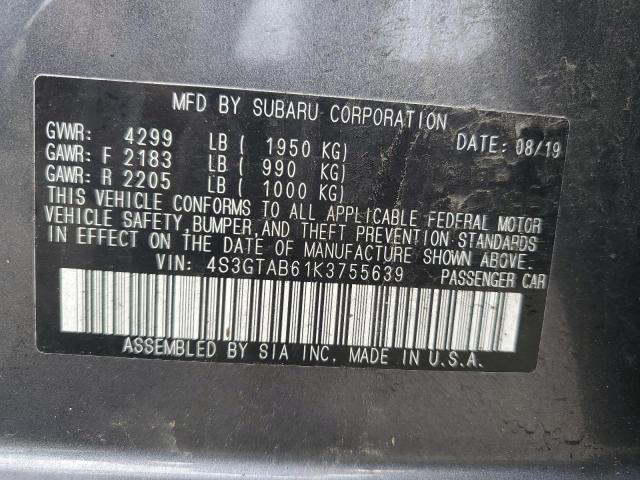 MFD BY SUBARU CORPORATION
GVWR: 4299 LB ( 1950 KG) DATE: 08/19
GAWR: F 2183 LB ( 990 KG)
GAWR: R 2205 LB ( 1000 KG)
THIS VEHICLE CONFORMS TO ALL APPLICABLE FEDERAL MOTOR
VEHICLE SAFETY, BUMPER, AND THEFT PREVENTION STANDARDS
IN EFFECT ON THE DATE OF MANUFACTURE SHOWN ABOVE.
VIN: 4S3GTAB61K3755639 PASSENGER CAR
ASSEMBLED BY SIA INC. MADE IN U.S.A.